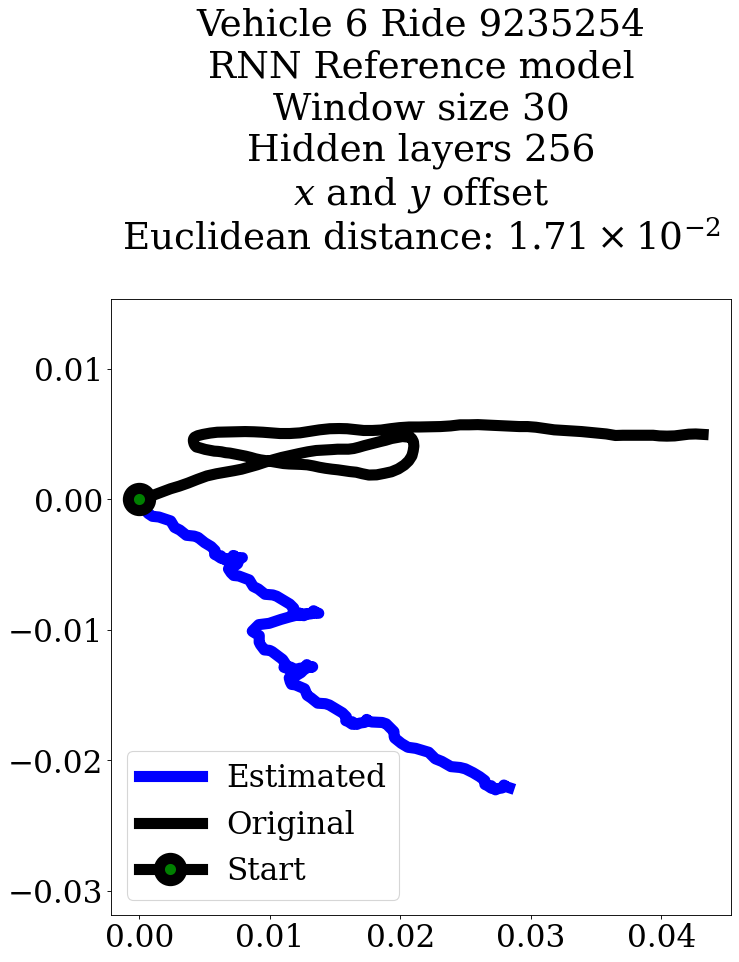 Vehicle 6 Ride 9235254
RNN Reference model
Window size 30
Hidden layers 256
x and y offset
Euclidean distance: 1.71 × 10⁻²
0.01
0.00
−0.01
−0.02
−0.03
Estimated
Original
Start
0.00 0.01 0.02 0.03 0.04